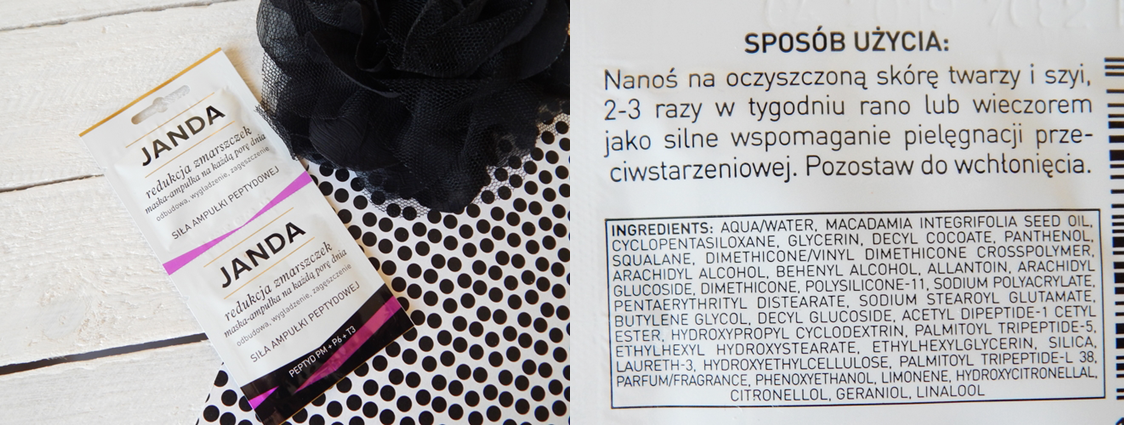 JANDA
redukcja zmarszczek
maska-ampułka na każdą porę dnia
odbudowa, wygładzenie, zagęszczenie
SIŁA AMPUŁKI PEPTYDOWEJ
JANDA
redukcja zmarszczek
maska-ampułka na każdą porę dnia
odbudowa, wygładzenie, zagęszczenie
SIŁA AMPUŁKI PEPTYDOWEJ
PEPTYD PM + P6 + T3
SPOSÓB UŻYCIA:
Nanoś na oczyszczoną skórę twarzy i szyi,
2-3 razy w tygodniu rano lub wieczorem
jako silne wspomaganie pielęgnacji prze-
ciwstarzeniowej. Pozostaw do wchłonięcia.
INGREDIENTS: AQUA/WATER, MACADAMIA INTEGRIFOLIA SEED OIL,
CYCLOPENTASILOXANE, GLYCERIN, DECYL COCOATE, PANTHENOL,
SQUALANE, DIMETHICONE/VINYL DIMETHICONE CROSSPOLYMER,
ARACHIDYL ALCOHOL, BEHENYL ALCOHOL, ALLANTOIN, ARACHIDYL
GLUCOSIDE, DIMETHICONE, POLYSILICONE-11, SODIUM POLYACRYLATE,
PENTAERYTHRITYL DISTEARATE, SODIUM STEAROYL GLUTAMATE,
BUTYLENE GLYCOL, DECYL GLUCOSIDE, ACETYL DIPEPTIDE-1 CETYL
ESTER, HYDROXYPROPYL CYCLODEXTRIN, PALMITOYL TRIPEPTIDE-5,
ETHYLHEXYL HYDROXYSTEARATE, ETHYLHEXYLGLYCERIN, SILICA,
LAURETH-3, HYDROXYETHYLCELLULOSE, PALMITOYL TRIPEPTIDE-L 38,
PARFUM/FRAGRANCE, PHENOXYETHANOL, LIMONENE, HYDROXYCITRONELLAL,
CITRONELLOL, GERANIOL, LINALOOL